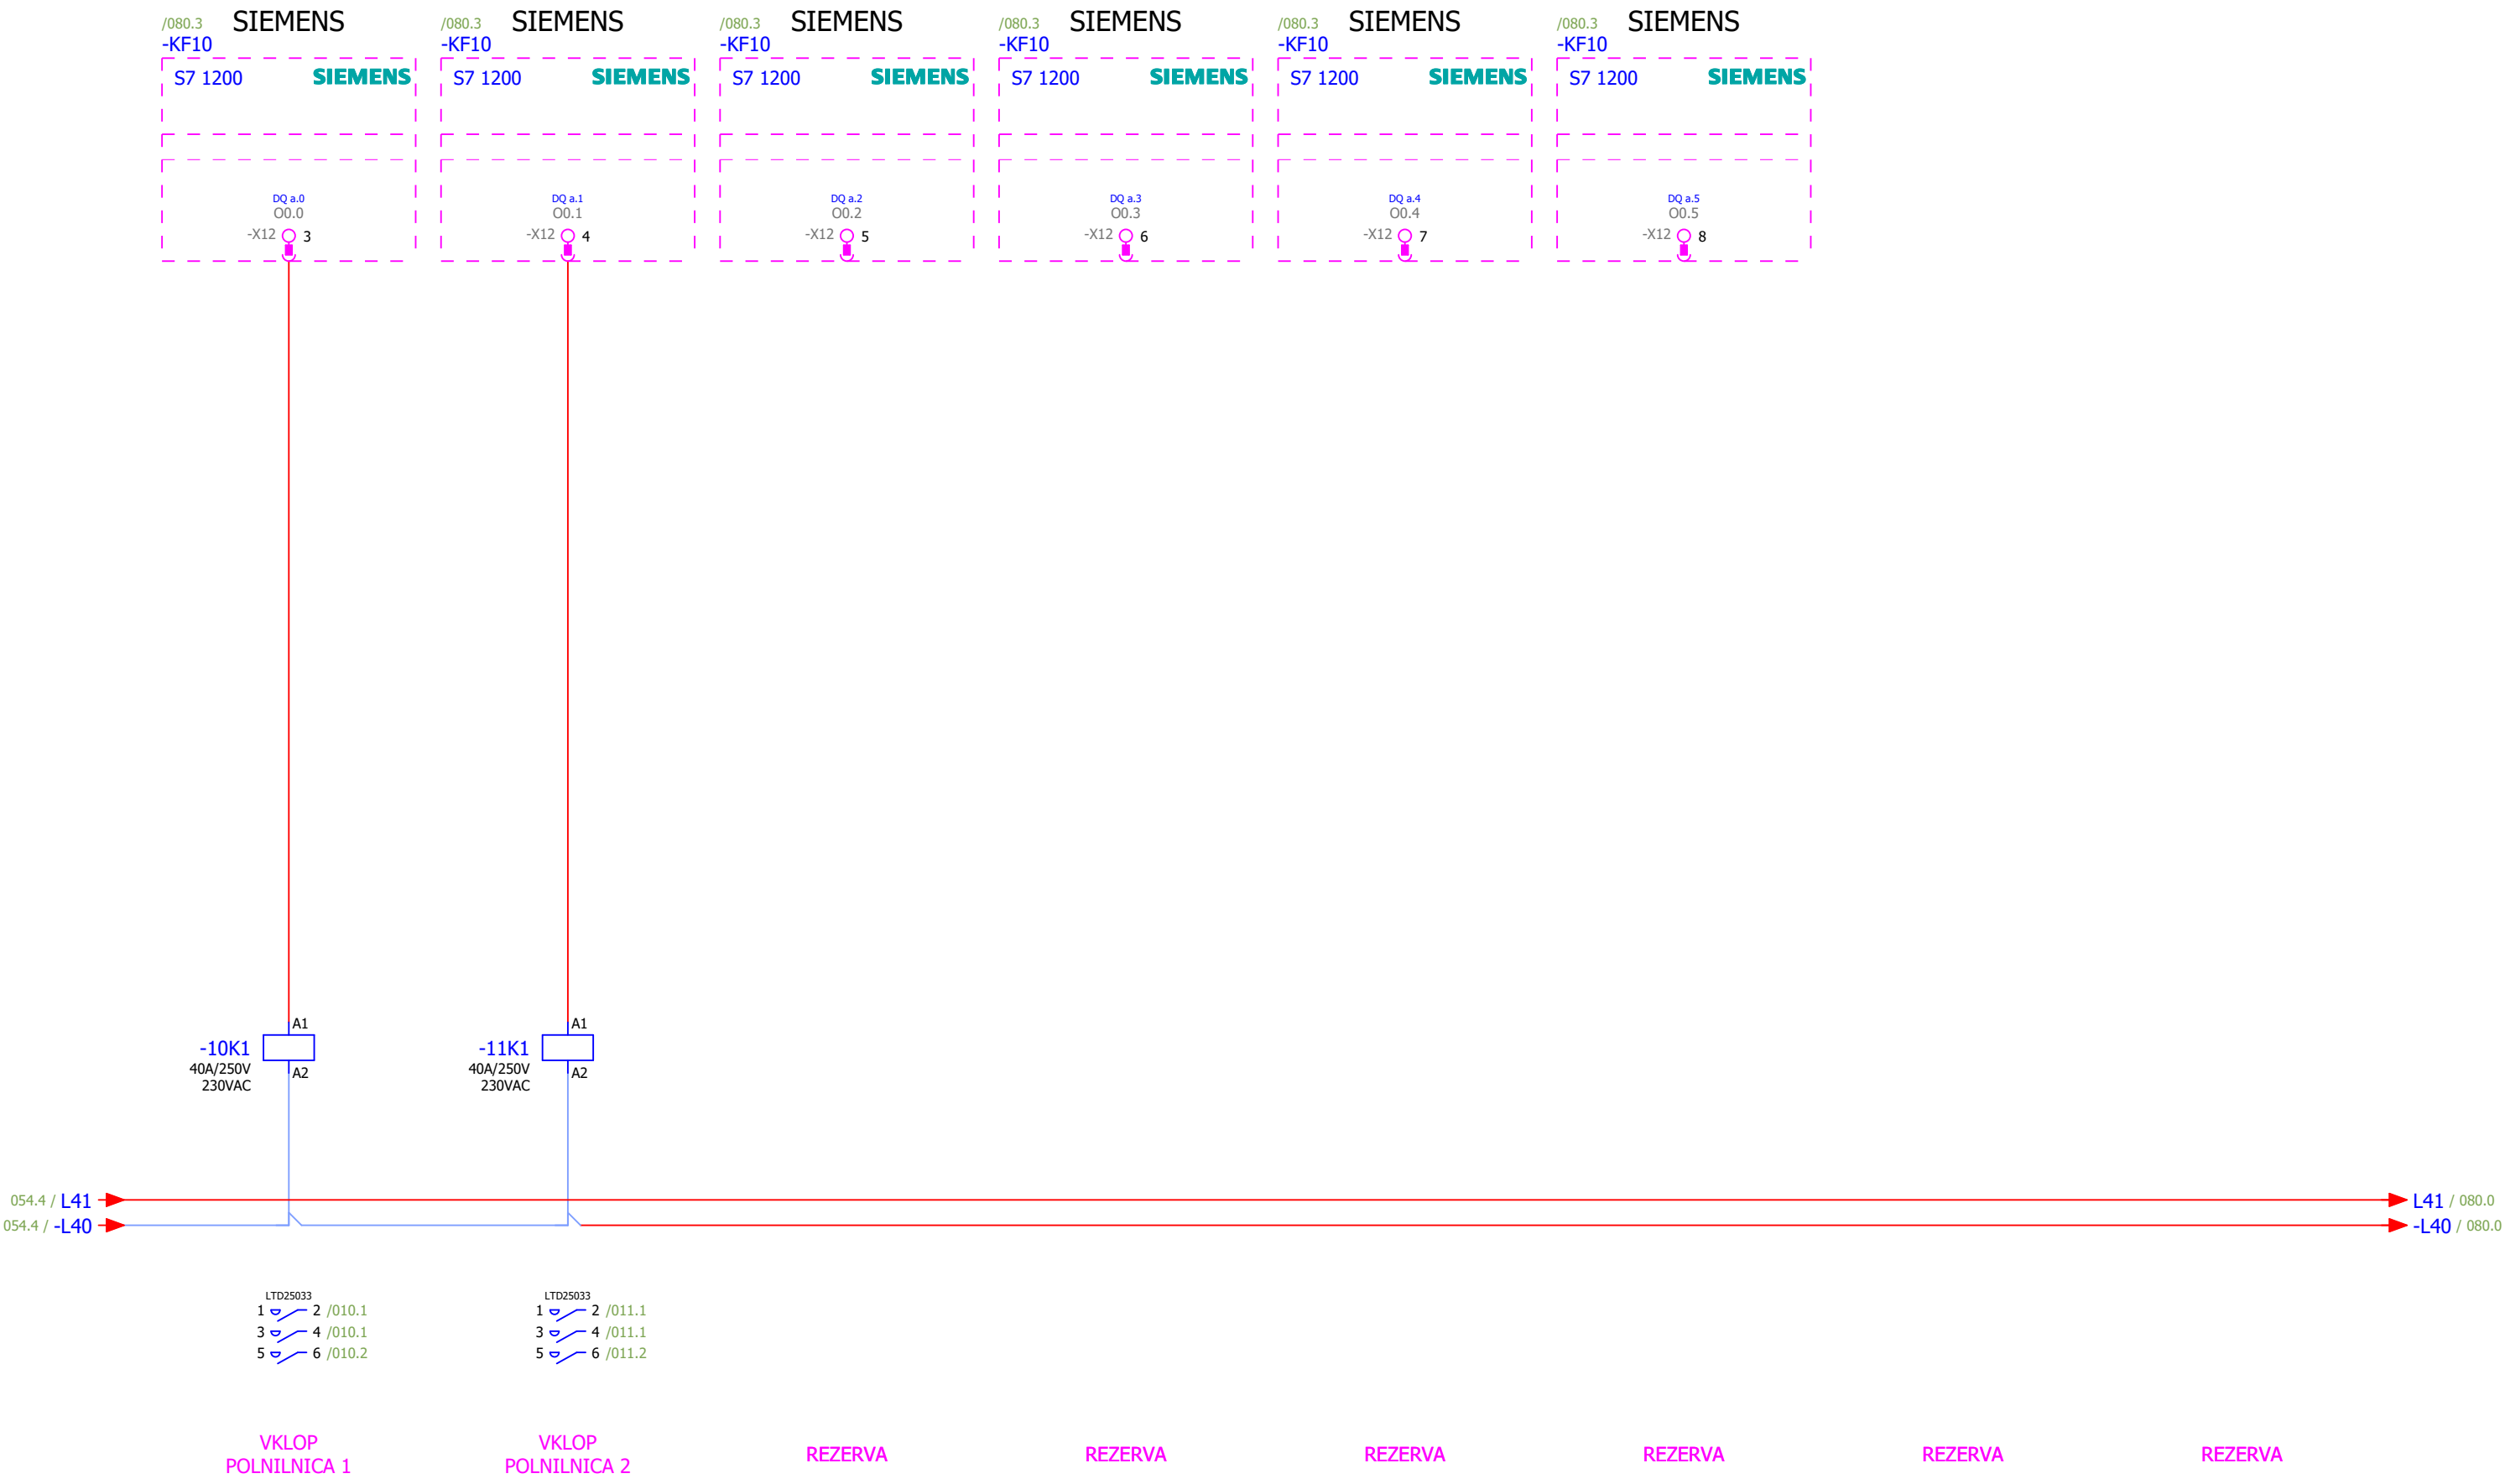 /080.3 SIEMENS /080.3 SIEMENS /080.3 SIEMENS /080.3 SIEMENS /080.3 SIEMENS /080.3 SIEMENS
-KF10 -KF10 -KF10 -KF10 -KF10 -KF10
S7 1200 SIEMENS S7 1200 SIEMENS S7 1200 SIEMENS S7 1200 SIEMENS S7 1200 SIEMENS S7 1200 SIEMENS
DQ a.0 DQ a.1 DQ a.2 DQ a.3 DQ a.4 DQ a.5
O0.0 O0.1 O0.2 O0.3 O0.4 O0.5
-X12 3 -X12 4 -X12 5 -X12 6 -X12 7 -X12 8
A1 A1
-10K1 -11K1
40A/250V A2 40A/250V A2
230VAC 230VAC
054.4 / L41 L41 / 080.0
054.4 / -L40 -L40 / 080.0
LTD25033 LTD25033
1 2 /010.1 1 2 /011.1
3 4 /010.1 3 4 /011.1
5 6 /010.2 5 6 /011.2
VKLOP VKLOP
POLNILNICA 1 POLNILNICA 2 REZERVA REZERVA REZERVA REZERVA REZERVA REZERVA